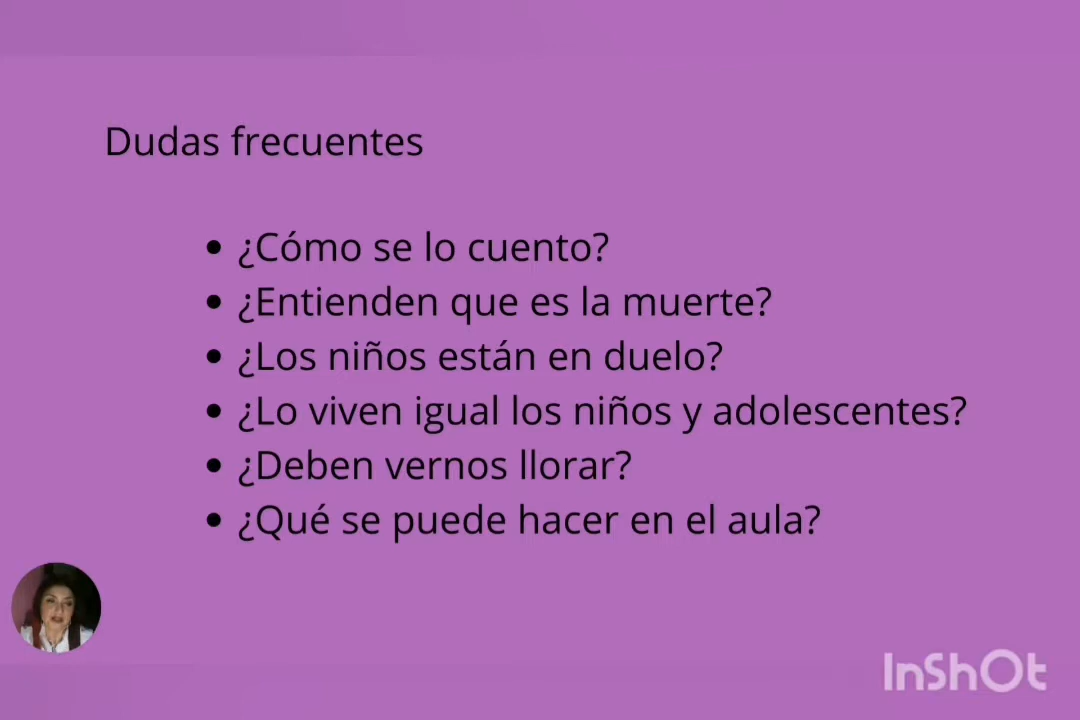 Dudas frecuentes
• ¿Cómo se lo cuento?
• ¿Entienden que es la muerte?
• ¿Los niños están en duelo?
• ¿Lo viven igual los niños y adolescentes?
• ¿Deben vernos llorar?
• ¿Qué se puede hacer en el aula?
InShOt